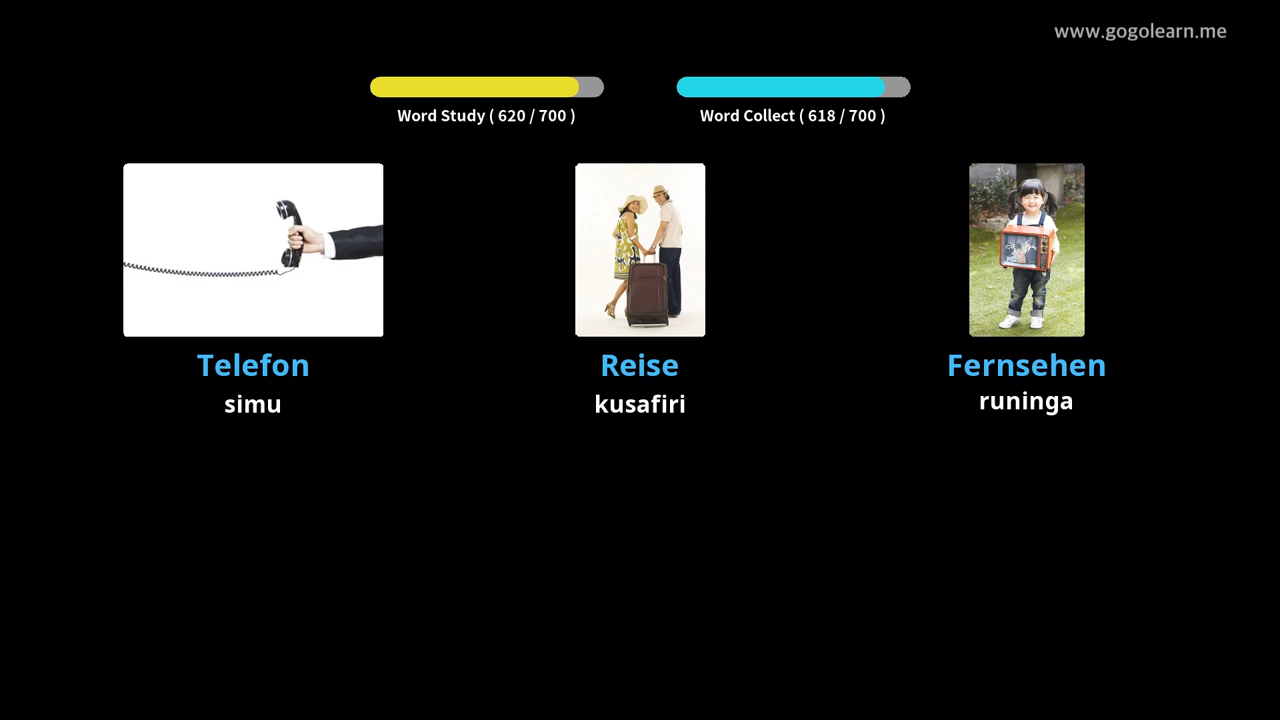 www.gogolearn.me
Word Study ( 620 / 700 )
Word Collect ( 618 / 700 )
Telefon
simu
Reise
kusafiri
Fernsehen
runinga